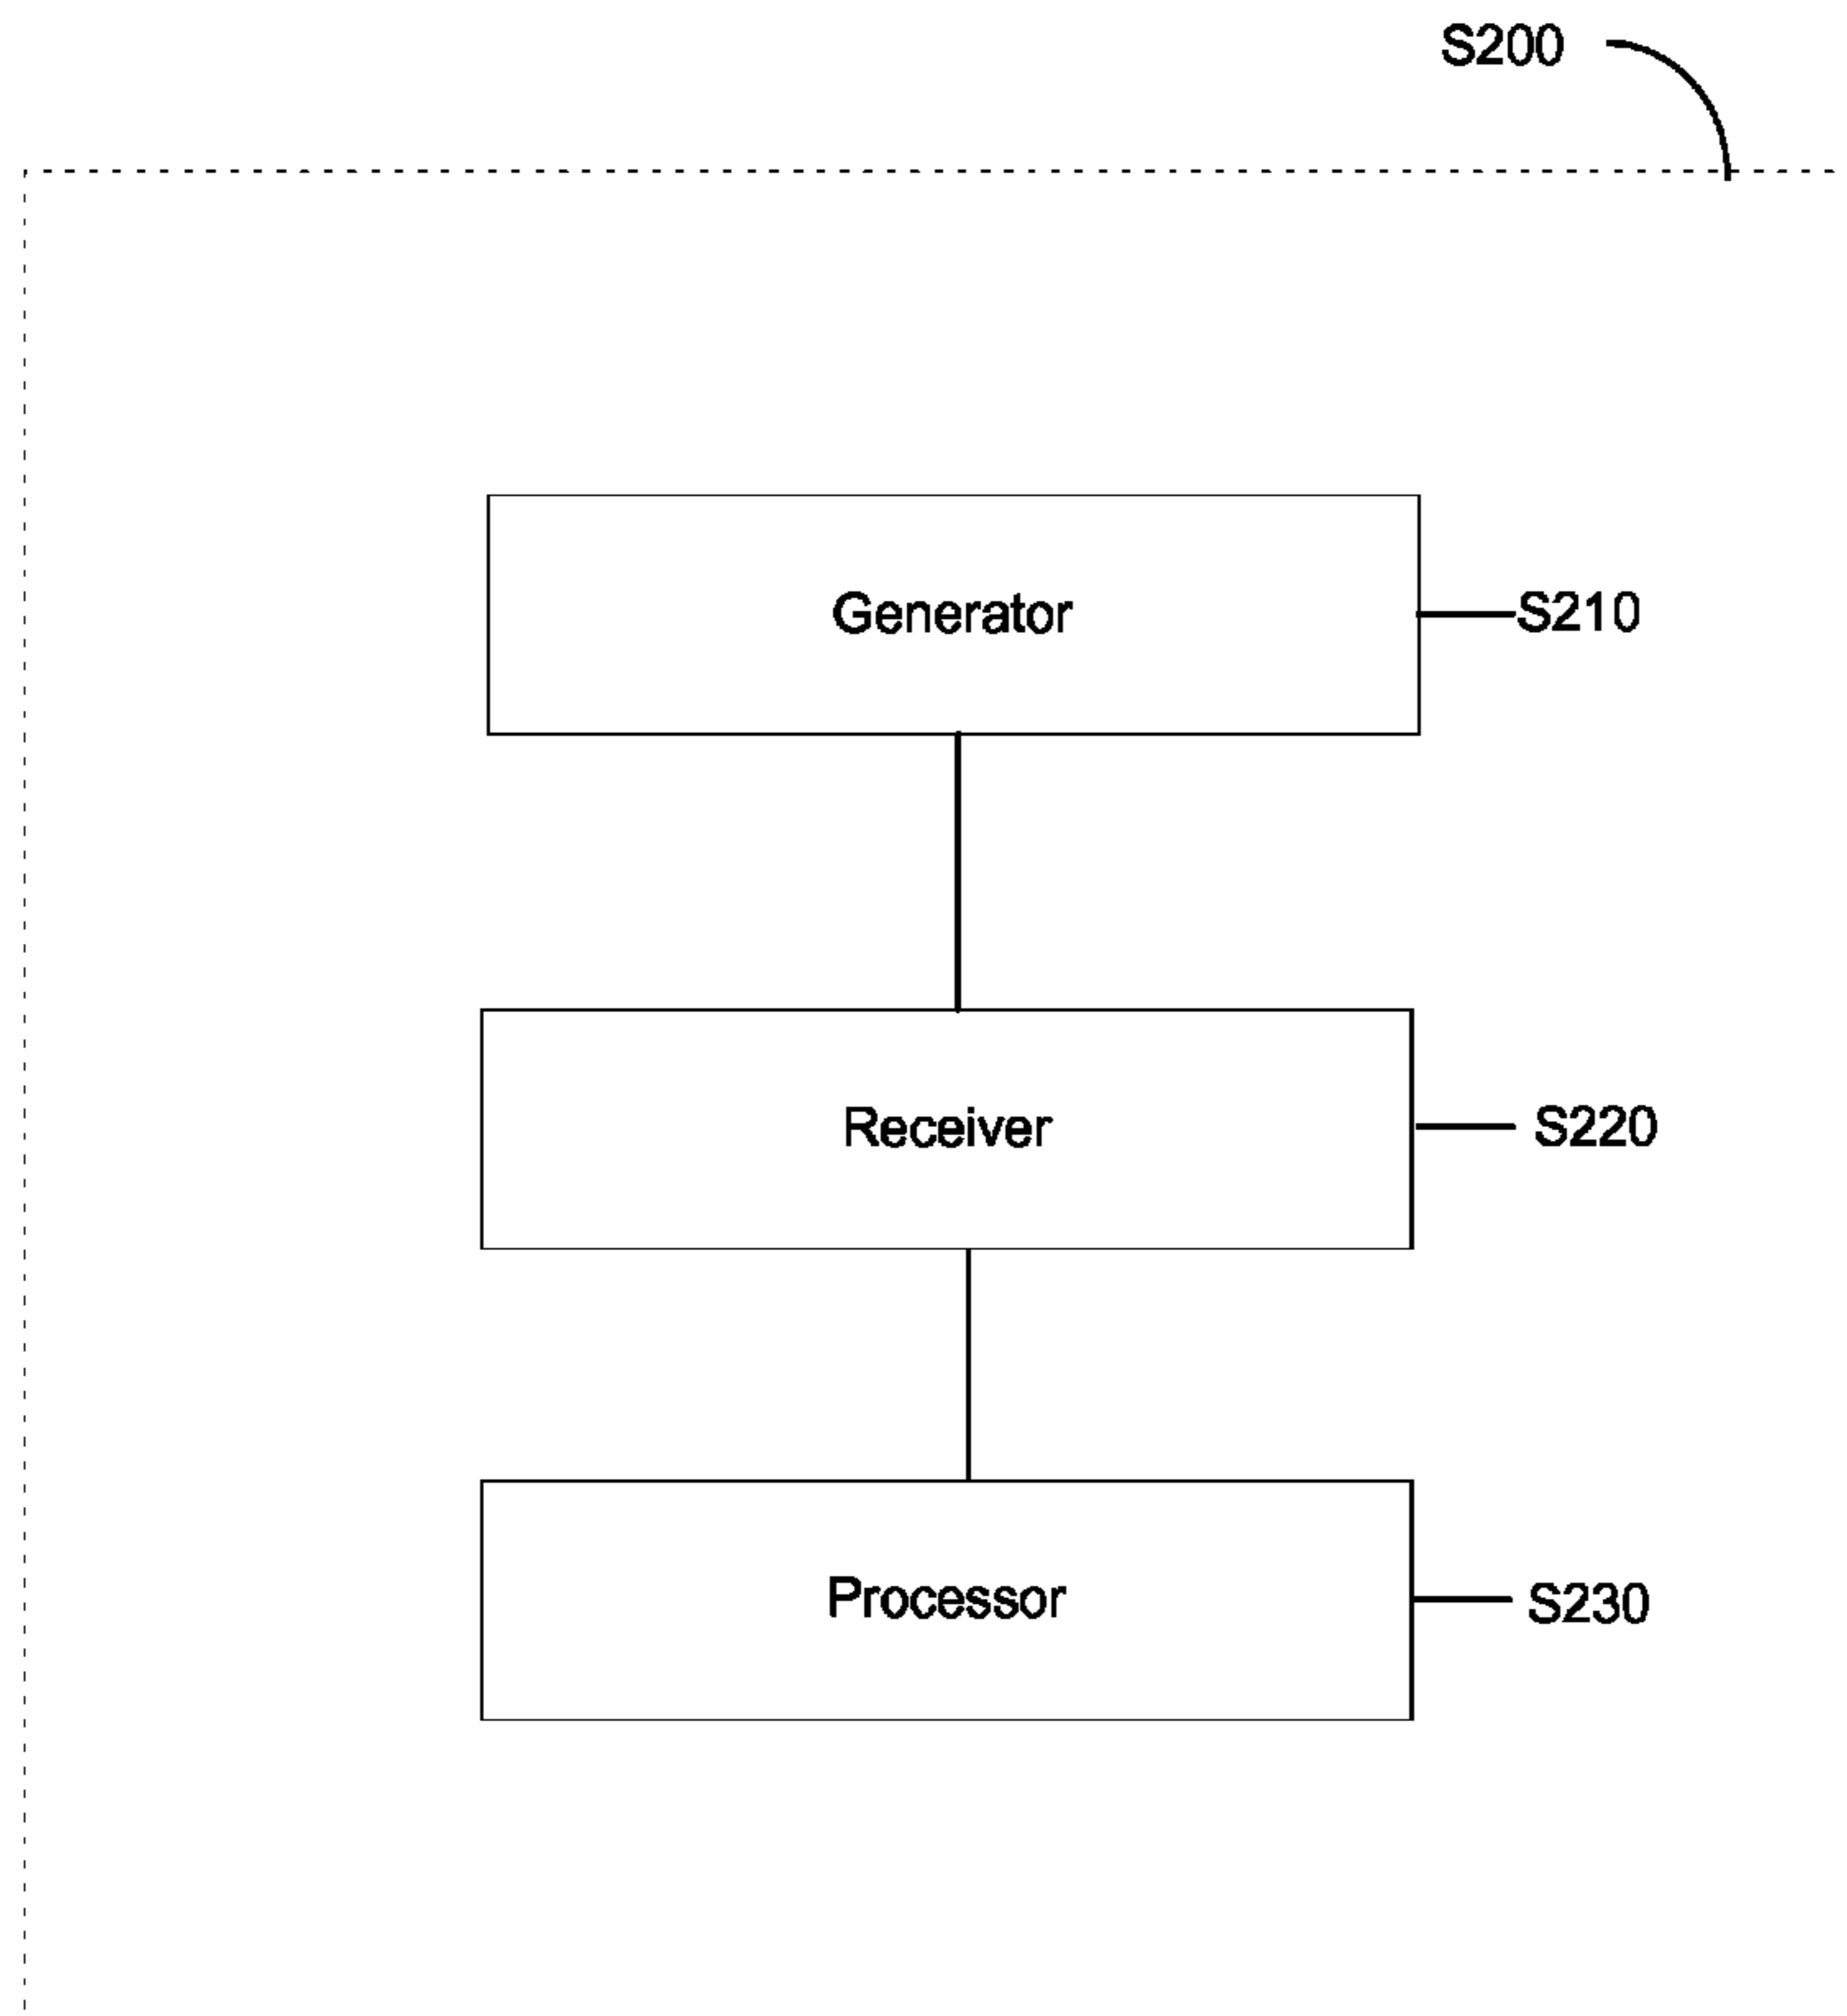 S200
Generator
S210
Receiver
S220
Processor
S230